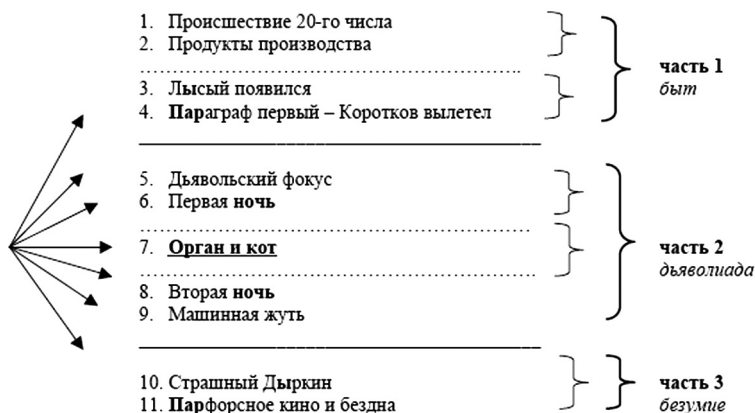 1. Происшествие 20-го числа
2. Продукты производства
3. Лысый появился
4. Параграф первый – Коротков вылетел
часть 1
быт
5. Дьявольский фокус
6. Первая ночь
7. Орган и кот
8. Вторая ночь
9. Машинная жуть
часть 2
дьяволиада
10. Страшный Дыркин
11. Парфорсное кино и бездна
часть 3
безумие